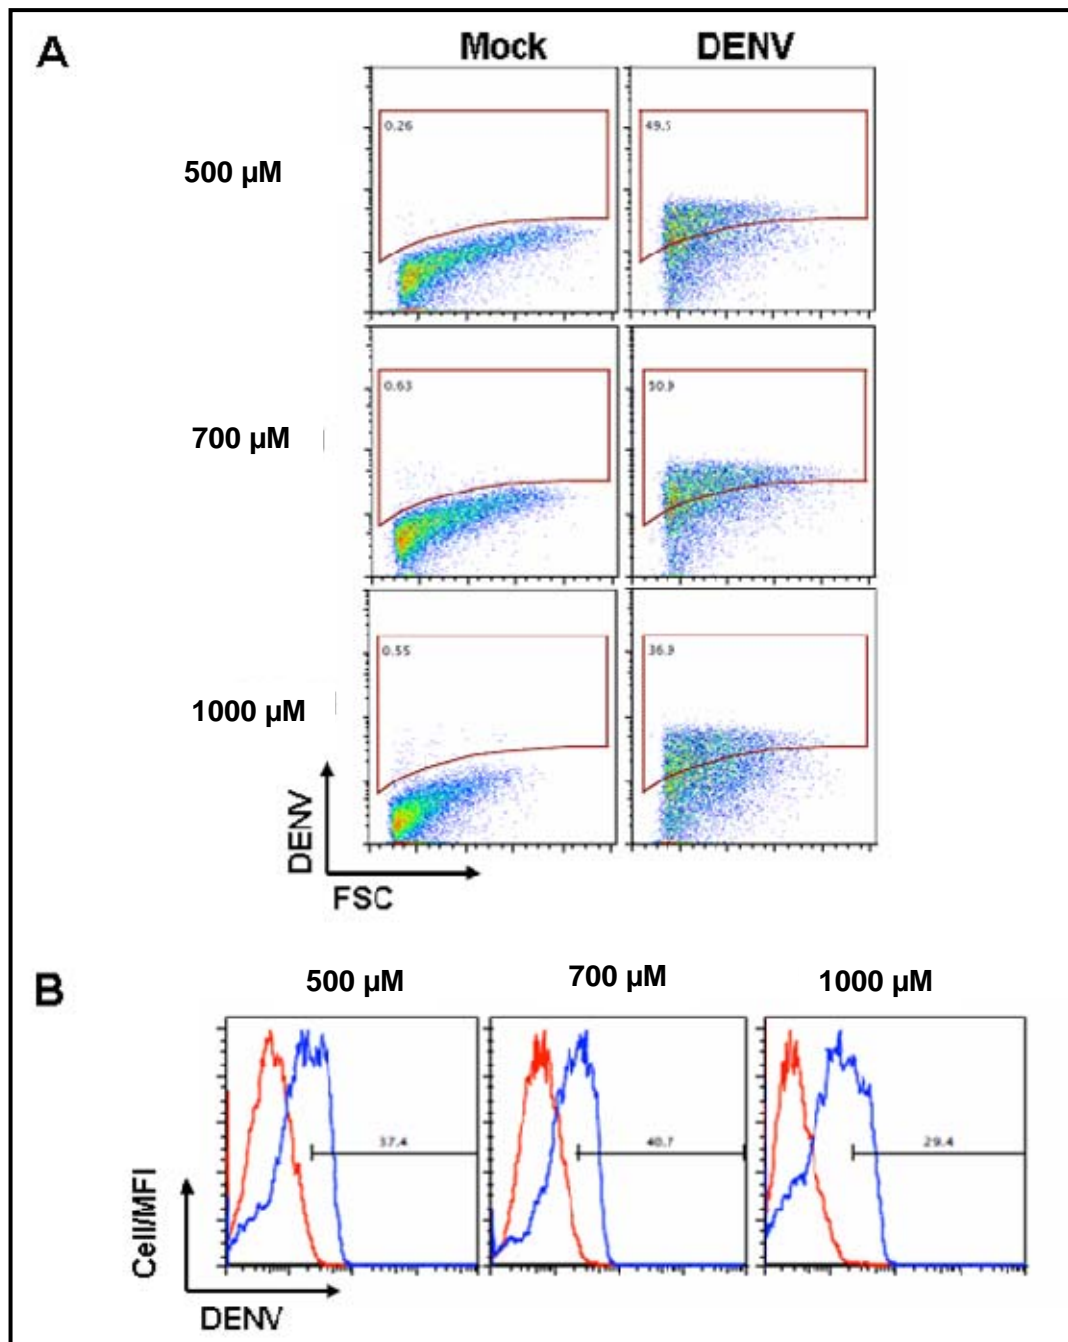 A
Mock DENV
500 µM
0.26
49.5
700 µM
0.63
50.9
1000 µM
0.55
36.9
DENV
FSC
B
500 µM 700 µM 1000 µM
37.4
40.7
29.4
Cell/MFI
DENV